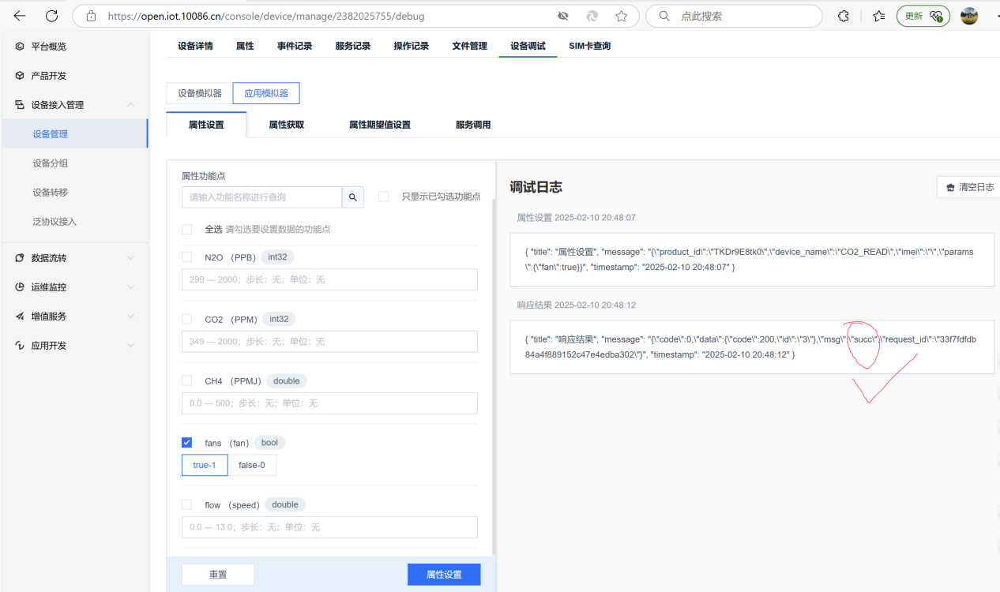 https://open.iot.10086.cn/console/device/manage/2382025755/debug
点此搜索
更新
平台概览
产品开发
设备接入管理
设备管理
设备分组
设备转移
泛协议接入
数据流转
运维监控
增值服务
应用开发
设备详情 属性 事件记录 服务记录 操作记录 文件管理 设备调试 SIM卡查询
设备模拟器 应用模拟器
属性设置 属性获取 属性期望值设置 服务调用
属性功能点
请输入功能名称进行查询 只显示已勾选功能点
全选 请勾选要设置数据的功能点
N2O （PPB） int32
299 — 2000；步长：无；单位：无
CO2 （PPM） int32
349 — 2000；步长：无；单位：无
CH4 （PPMJ） double
0.0 — 500；步长：无；单位：无
fans （fan） bool
true-1 false-0
flow （speed） double
0.0 — 13.0；步长：无；单位：无
重置 属性设置
调试日志
清空日志
属性设置 2025-02-10 20:48:07
{ "title": "属性设置", "message": "{\"product_id\":\"TKDr9E8tk0\",\"device_name\":\"CO2_READ\",\"imei\":\"\",\"params
\":{\"fan\":true}}", "timestamp": "2025-02-10 20:48:07" }
响应结果 2025-02-10 20:48:12
{ "title": "响应结果", "message": "{\"code\":0,\"data\":{\"code\":200,\"id\":\"3\"},\"msg\":\"succ\",\"request_id\":\"33f7fdfdb
84a4f889152c47e4edba302\"}", "timestamp": "2025-02-10 20:48:12" }